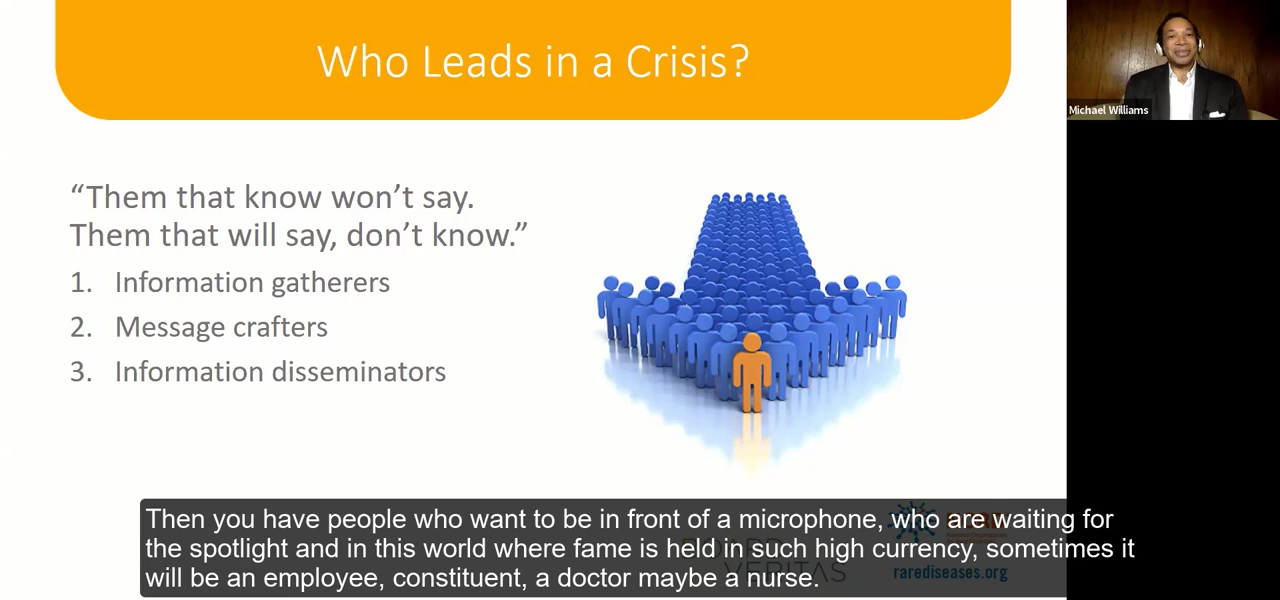 Who Leads in a Crisis?
Michael Williams
“Them that know won’t say.
Them that will say, don’t know.”
1. Information gatherers
2. Message crafters
3. Information disseminators
Then you have people who want to be in front of a microphone, who are waiting for
the spotlight and in this world where fame is held in such high currency, sometimes it
will be an employee, constituent, a doctor maybe a nurse.
VERITAS
rarediseases.org